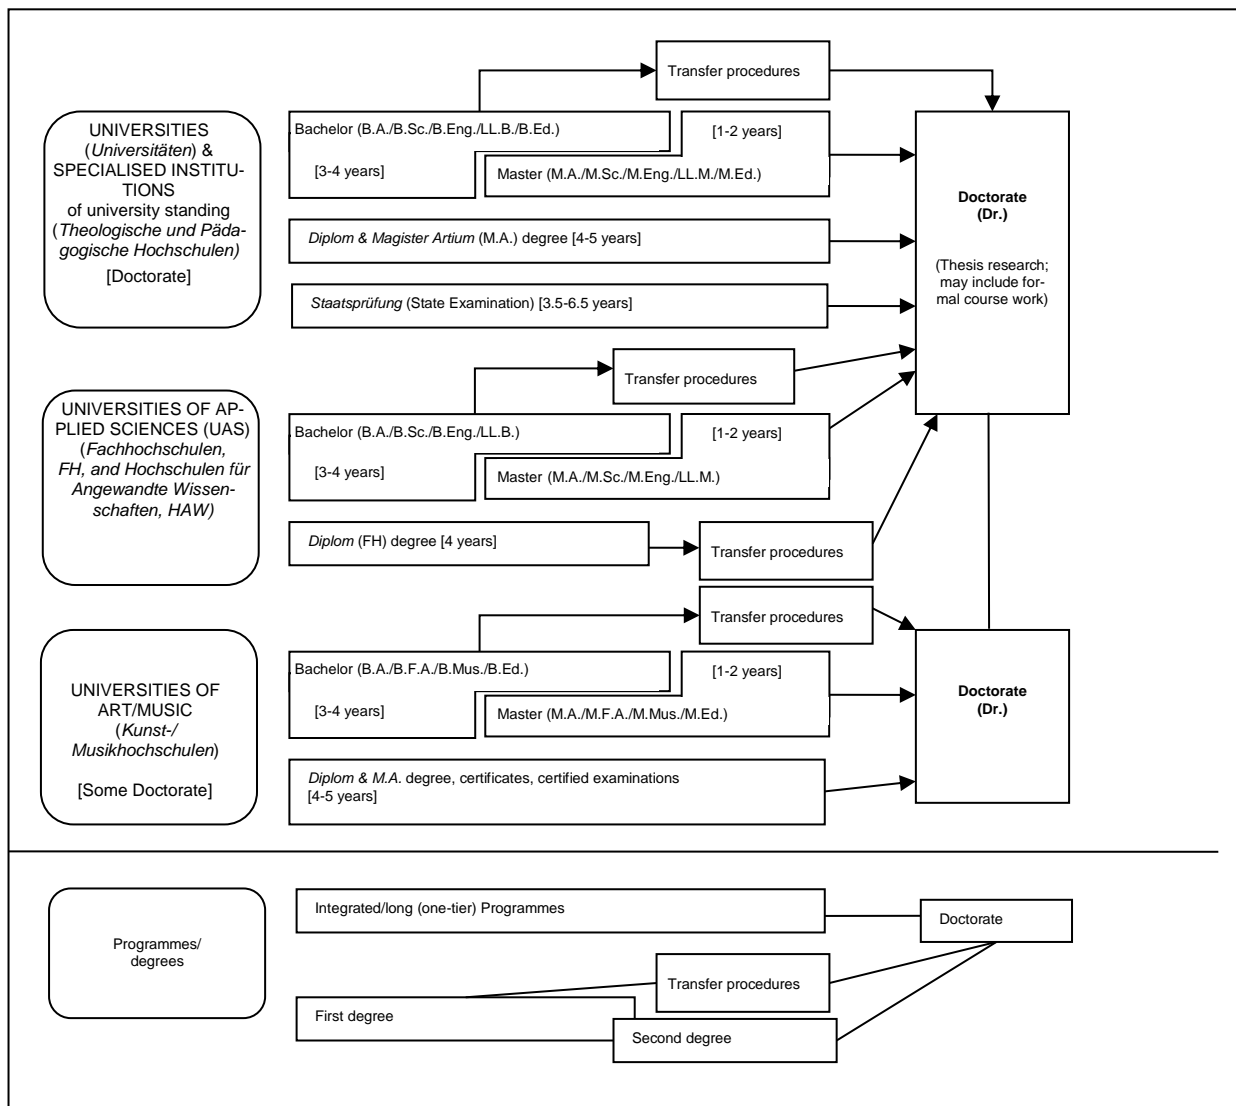 Transfer procedures
UNIVERSITIES
(Universitäten) &
SPECIALISED INSTITU-
TIONS
of university standing
(Theologische und Päda-
gogische Hochschulen)
[Doctorate]
Bachelor (B.A./B.Sc./B.Eng./LL.B./B.Ed.)
[3-4 years]
[1-2 years]
Master (M.A./M.Sc./M.Eng./LL.M./M.Ed.)
Diplom & Magister Artium (M.A.) degree [4-5 years]
Staatsprüfung (State Examination) [3.5-6.5 years]
Doctorate
(Dr.)
(Thesis research;
may include for-
mal course work)
Transfer procedures
UNIVERSITIES OF AP-
PLIED SCIENCES (UAS)
(Fachhochschulen,
FH, and Hochschulen für
Angewandte Wissen-
schaften, HAW)
Bachelor (B.A./B.Sc./B.Eng./LL.B.)
[3-4 years]
[1-2 years]
Master (M.A./M.Sc./M.Eng./LL.M.)
Diplom (FH) degree [4 years]
Transfer procedures
Transfer procedures
UNIVERSITIES OF
ART/MUSIC
(Kunst-/
Musikhochschulen)
[Some Doctorate]
Bachelor (B.A./B.F.A./B.Mus./B.Ed.)
[3-4 years]
[1-2 years]
Master (M.A./M.F.A./M.Mus./M.Ed.)
Diplom & M.A. degree, certificates, certified examinations
[4-5 years]
Doctorate
(Dr.)
Programmes/
degrees
Integrated/long (one-tier) Programmes
Doctorate
Transfer procedures
First degree
Second degree